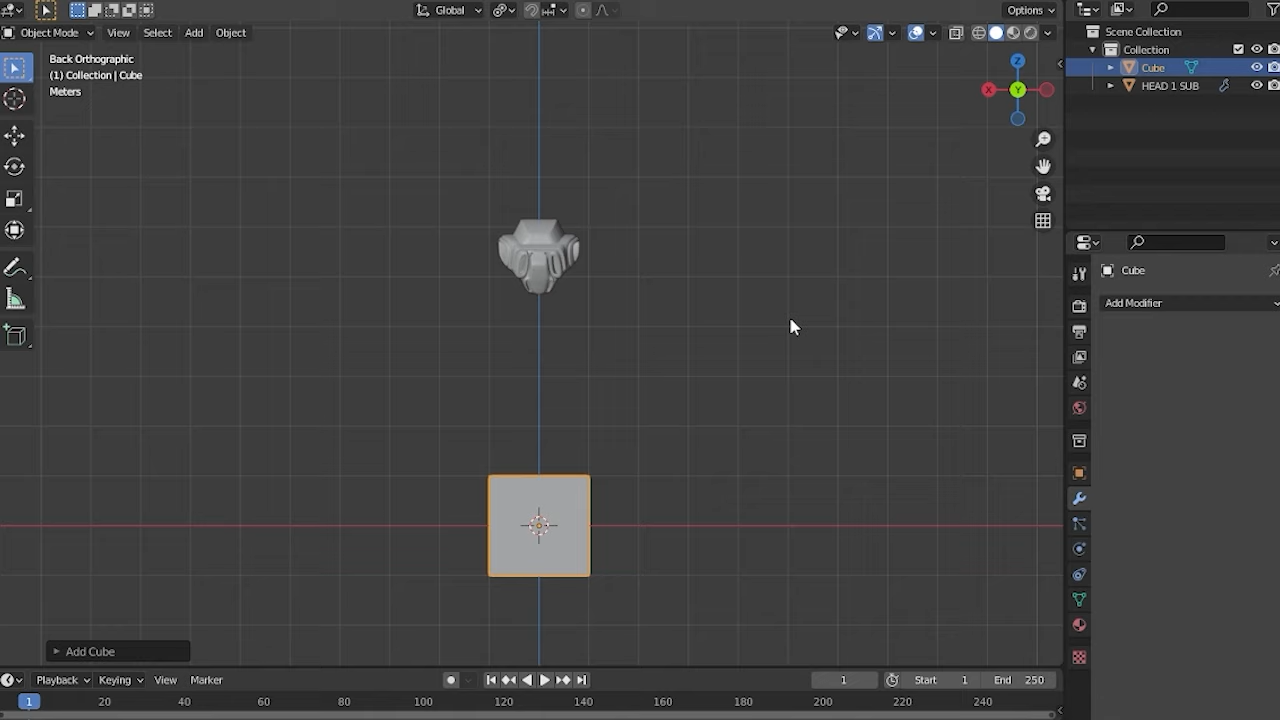 Global
Options
Object Mode
View
Select
Add
Object
Back Orthographic
(1) Collection | Cube
Meters
Z
X
Y
Scene Collection
Collection
Cube
HEAD 1 SUB
Cube
Add Modifier
Add Cube
Playback
Keying
View
Marker
1
Start 1
End 250
1 20 40 60 80 100 120 140 160 180 200 220 240